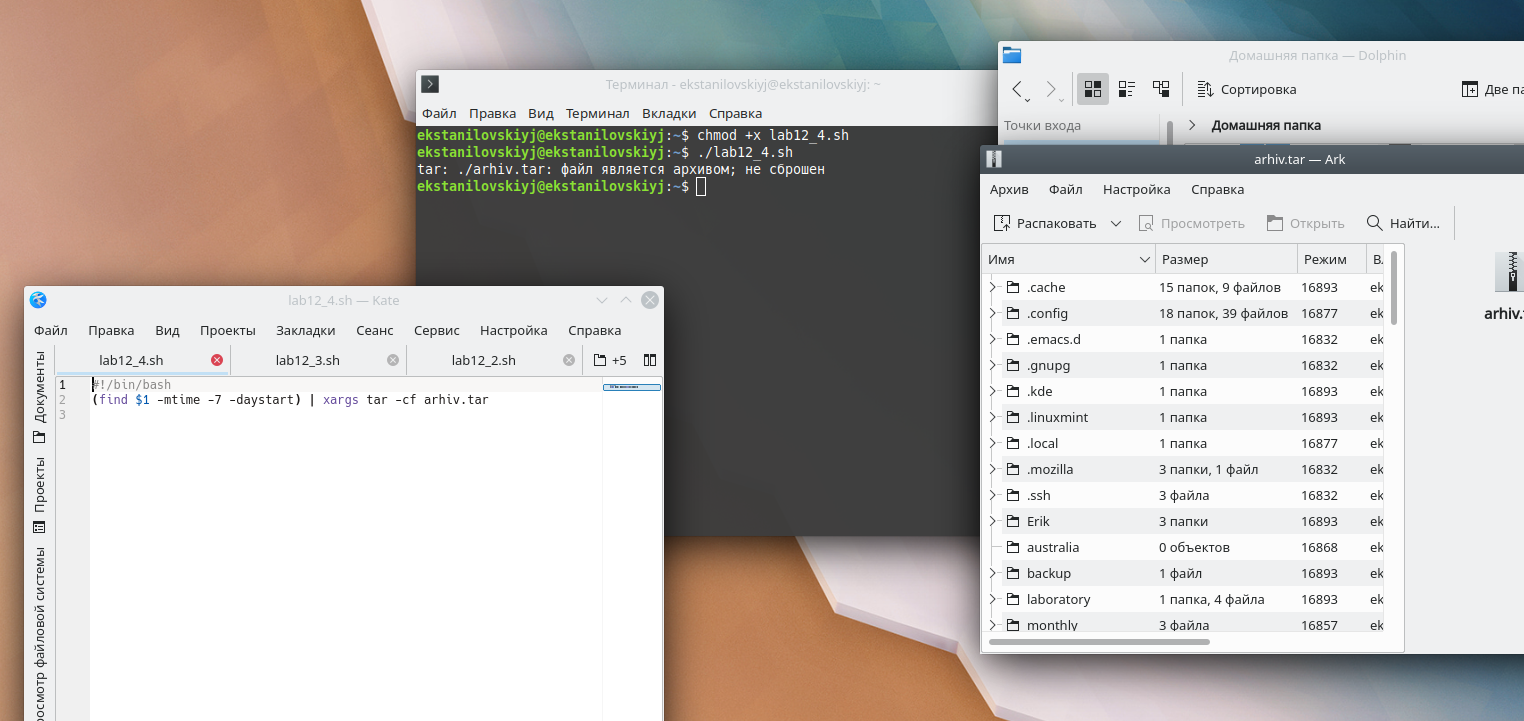 Терминал - ekstanilovskiyj@ekstanilovskiyj: ~
Файл Правка Вид Терминал Вкладки Справка
ekstanilovskiyj@ekstanilovskiyj:~$ chmod +x lab12_4.sh
ekstanilovskiyj@ekstanilovskiyj:~$ ./lab12_4.sh
tar: ./arhiv.tar: файл является архивом; не сброшен
ekstanilovskiyj@ekstanilovskiyj:~$
Домашняя папка — Dolphin
Сортировка Две па
Точки входа
Домашняя папка
arhiv.tar — Ark
Архив Файл Настройка Справка
Распаковать Просмотреть Открыть Найти...
Имя Размер Режим В
.cache 15 папок, 9 файлов 16893 ek
.config 18 папок, 39 файлов 16877 ek
.emacs.d 1 папка 16832 ek
.gnupg 1 папка 16832 ek
.kde 1 папка 16893 ek
.linuxmint 1 папка 16893 ek
.local 1 папка 16877 ek
.mozilla 3 папки, 1 файл 16832 ek
.ssh 3 файла 16832 ek
Erik 3 папки 16893 ek
australia 0 объектов 16868 ek
backup 1 файл 16893 ek
laboratory 1 папка, 4 файла 16893 ek
monthly 3 файла 16857 ek
arhiv.
lab12_4.sh — Kate
Файл Правка Вид Проекты Закладки Сеанс Сервис Настройка Справка
lab12_4.sh lab12_3.sh lab12_2.sh +5
Документы
Проекты
росмотр файловой системы
1 #!/bin/bash
2 (find $1 -mtime -7 -daystart) | xargs tar -cf arhiv.tar
3